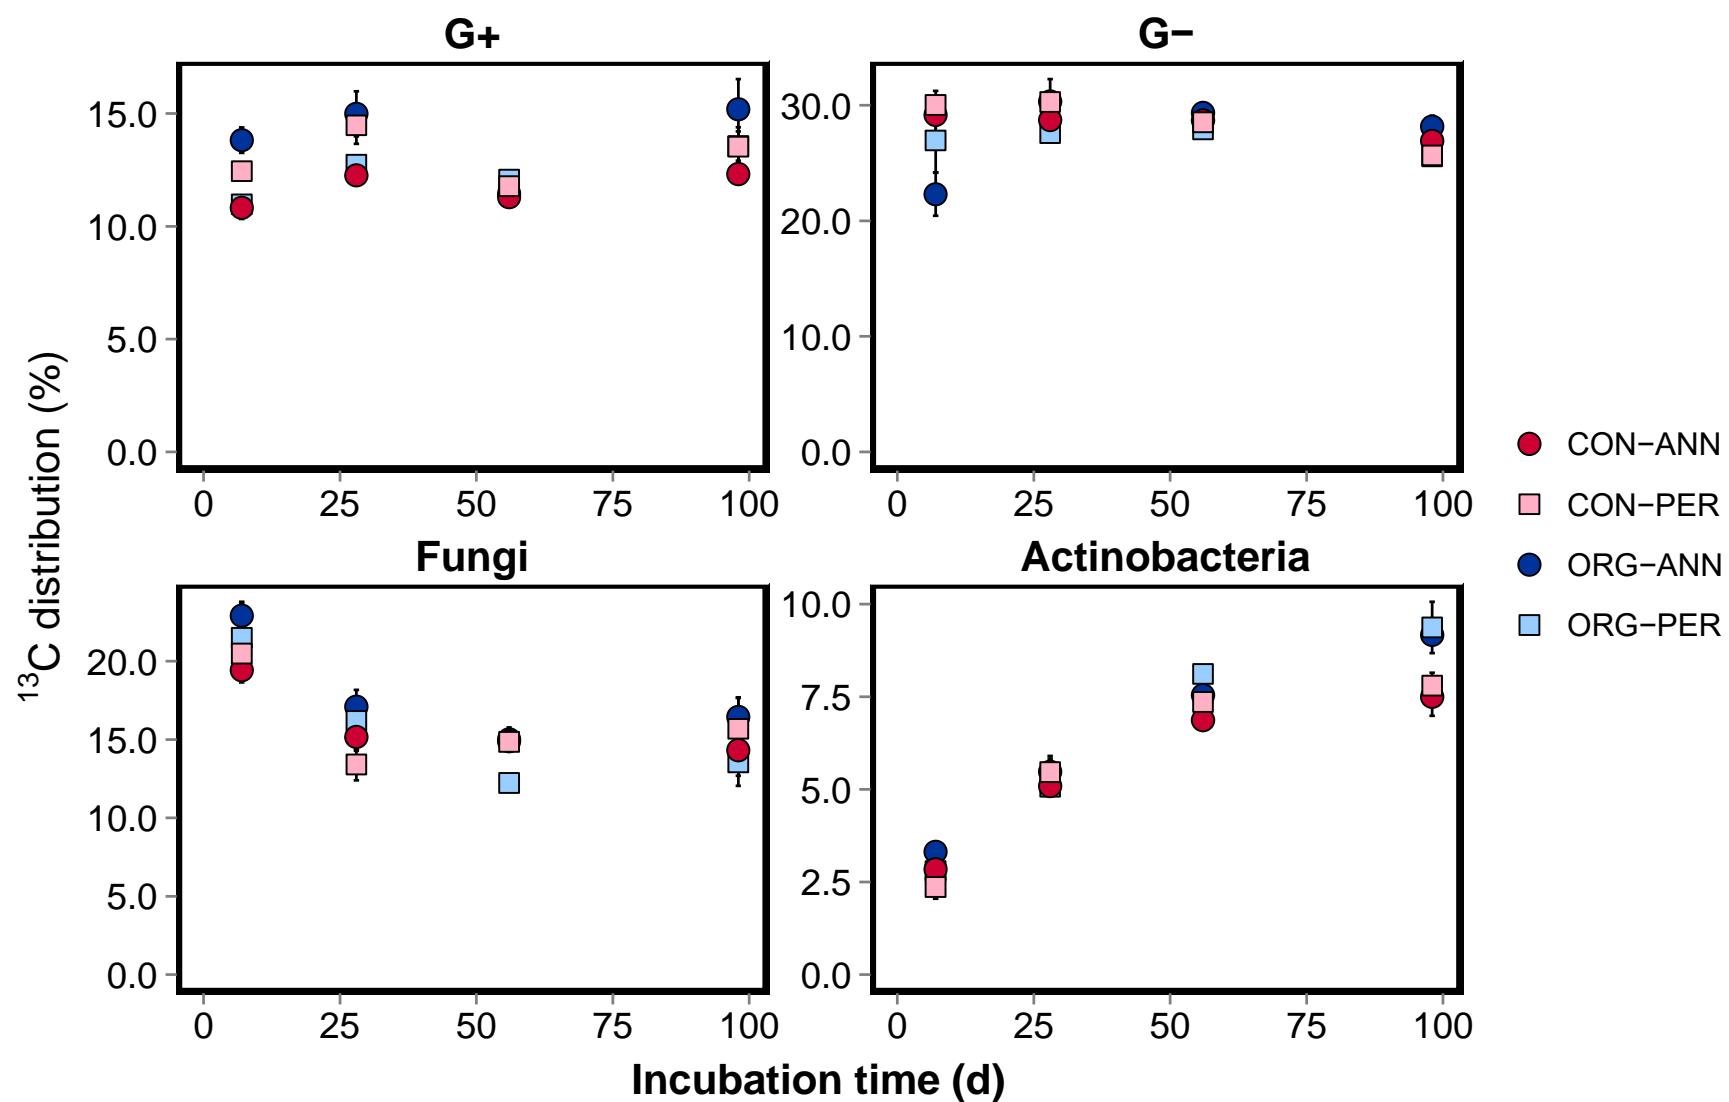 G+
G−
15.0
10.0
5.0
0.0
30.0
20.0
10.0
0.0
0 25 50 75 100
0 25 50 75 100
Fungi
Actinobacteria
20.0
15.0
10.0
5.0
0.0
10.0
7.5
5.0
2.5
0.0
0 25 50 75 100
0 25 50 75 100
¹³C distribution (%)
Incubation time (d)
CON−ANN
CON−PER
ORG−ANN
ORG−PER